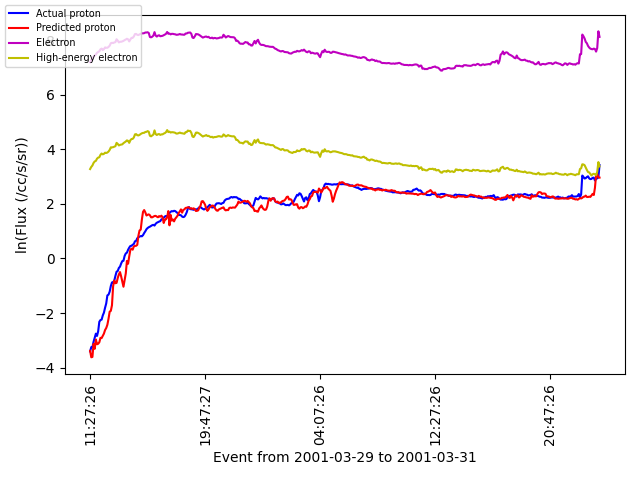 Actual proton
Predicted proton
Electron
High-energy electron
ln(Flux (/cc/s/sr))
6
4
2
0
−2
−4
11:27:26
19:47:27
04:07:26
12:27:26
20:47:26
Event from 2001-03-29 to 2001-03-31